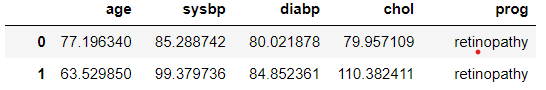 age sysbp diabp chol prog
0 77.196340 85.288742 80.021878 79.957109 retinopathy
1 63.529850 99.379736 84.852361 110.382411 retinopathy